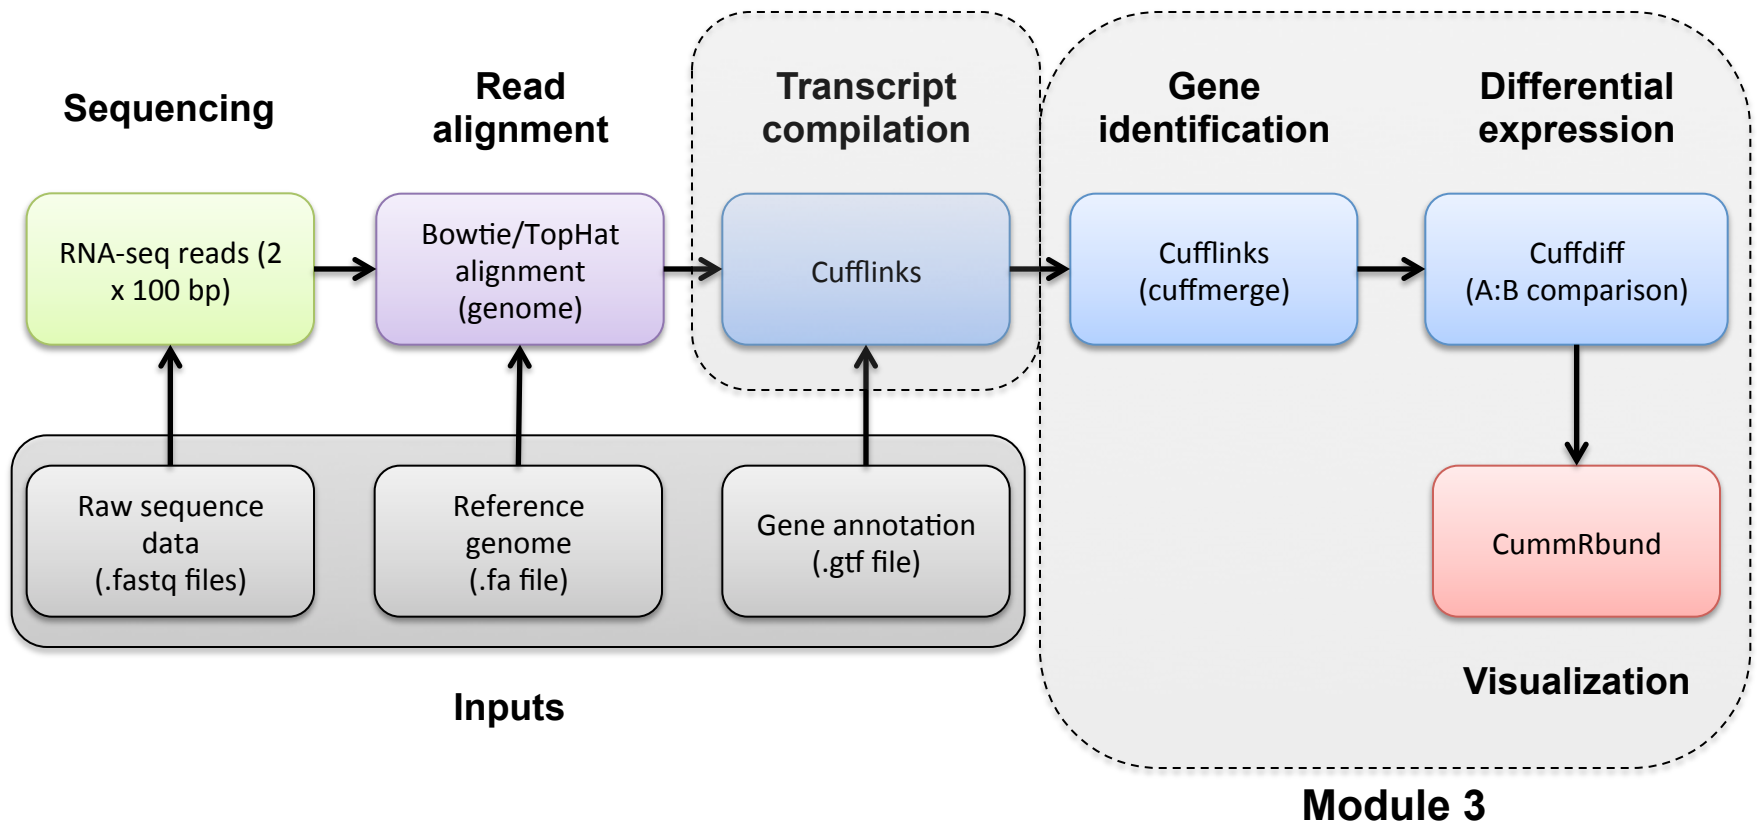 Sequencing
Read
alignment
Transcript
compilation
Gene
identification
Differential
expression
RNA-seq reads (2
x 100 bp)
Bowtie/TopHat
alignment
(genome)
Cufflinks
Cufflinks
(cuffmerge)
Cuffdiff
(A:B comparison)
Raw sequence
data
(.fastq files)
Reference
genome
(.fa file)
Gene annotation
(.gtf file)
CummRbund
Inputs
Visualization
Module 3